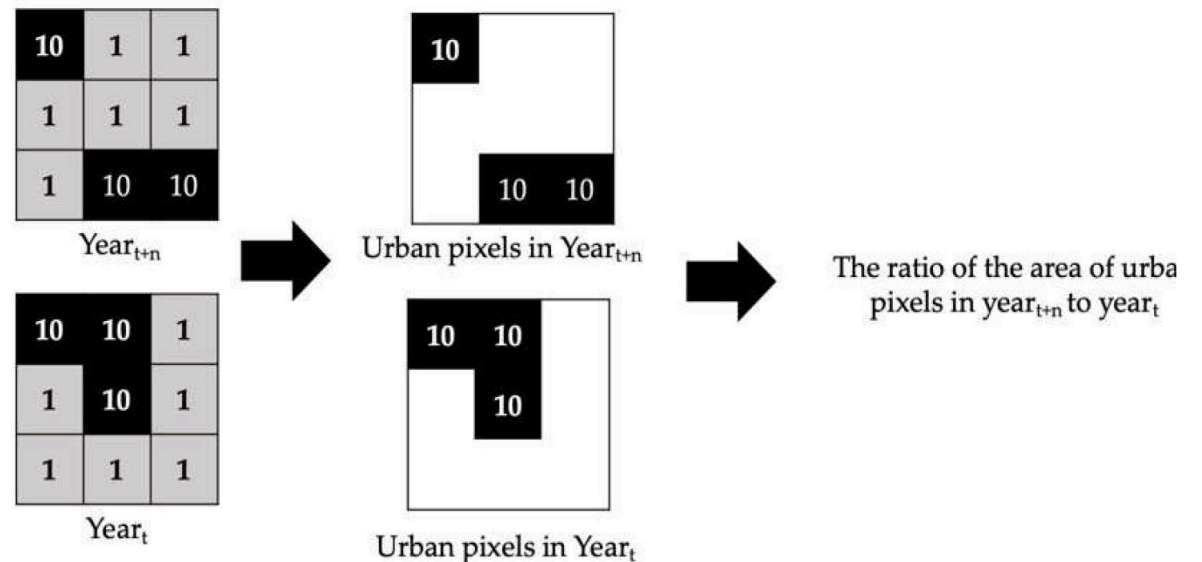 10 1 1
1 1 1
1 10 10
Year_{t+n}
10 10 1
1 10 1
1 1 1
Year_t
10
10 10
Urban pixels in Year_{t+n}
10 10
10
Urban pixels in Year_t
The ratio of the area of urba
pixels in year_{t+n} to year_t